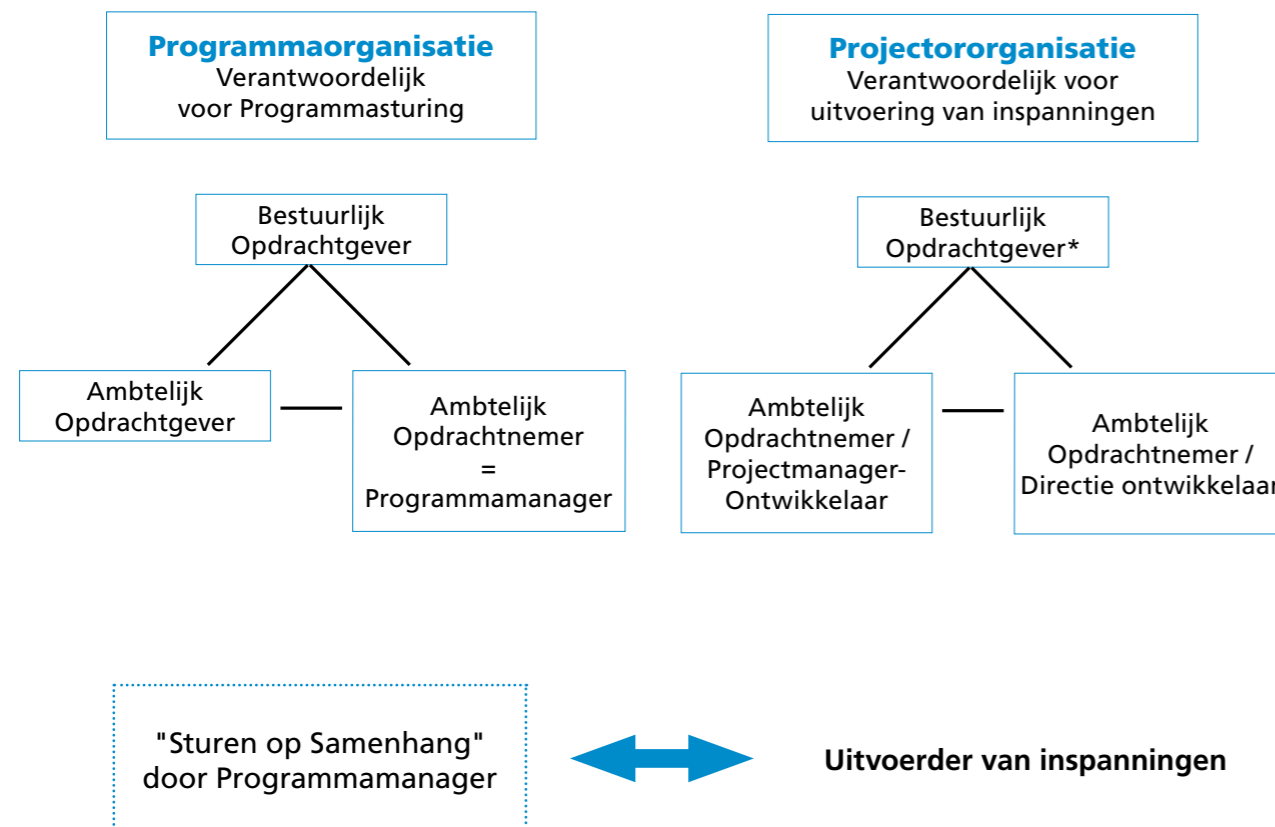 Programmaorganisatie
Verantwoordelijk
voor Programmasturing
Projectororganisatie
Verantwoordelijk voor
uitvoering van inspanningen
Bestuurlijk
Opdrachtgever
Bestuurlijk
Opdrachtgever*
Ambtelijk
Opdrachtgever
Ambtelijk
Opdrachtnemer
=
Programmamanager
Ambtelijk
Opdrachtnemer /
Projectmanager-
Ontwikkelaar
Ambtelijk
Opdrachtnemer /
Directie ontwikkelaar
"Sturen op Samenhang"
door Programmamanager
Uitvoerder van inspanningen